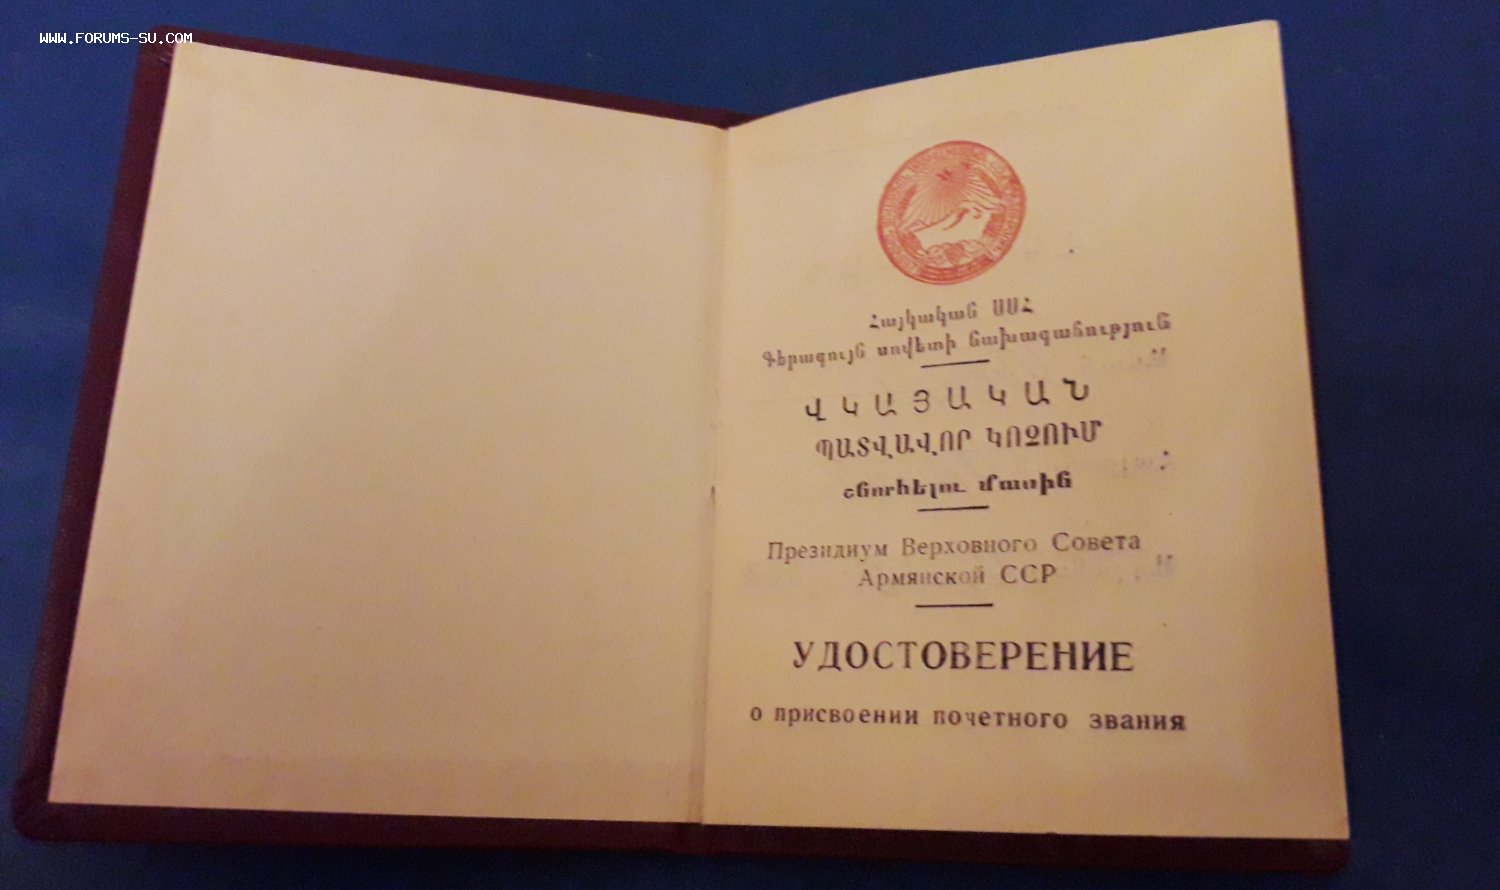 WWW.FORUMS-SU.COM
Հայկական ՍՍՀ
Գերագույն սովետի նախագահություն
ՎԿԱՅԱԿԱՆ
ՊԱՏՎԱՎՈՐ ԿՈՉՈՒՄ
շնորհելու մասին
Президиум Верховного Совета
Армянской ССР
УДОСТОВЕРЕНИЕ
о присвоении почетного звания